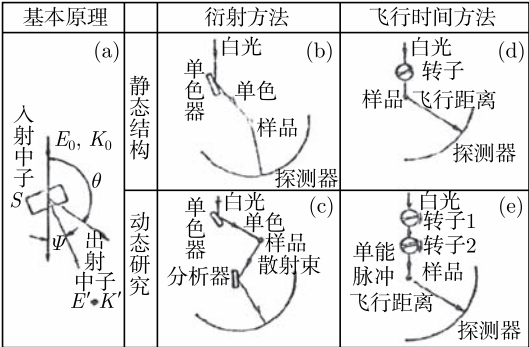 基本原理
衍射方法
飞行时间方法
(a)
入射中子
E₀, K₀
S
θ
Ψ
出射中子
E′ K′
静态结构
白光
(b)
单色器
单色
样品
探测器
白光
(d)
转子
样品
飞行距离
探测器
动态研究
白光
(c)
单色器
单色
样品
散射束
分析器
探测器
白光
(e)
转子1
转子2
单能
脉冲
样品
飞行距离
探测器